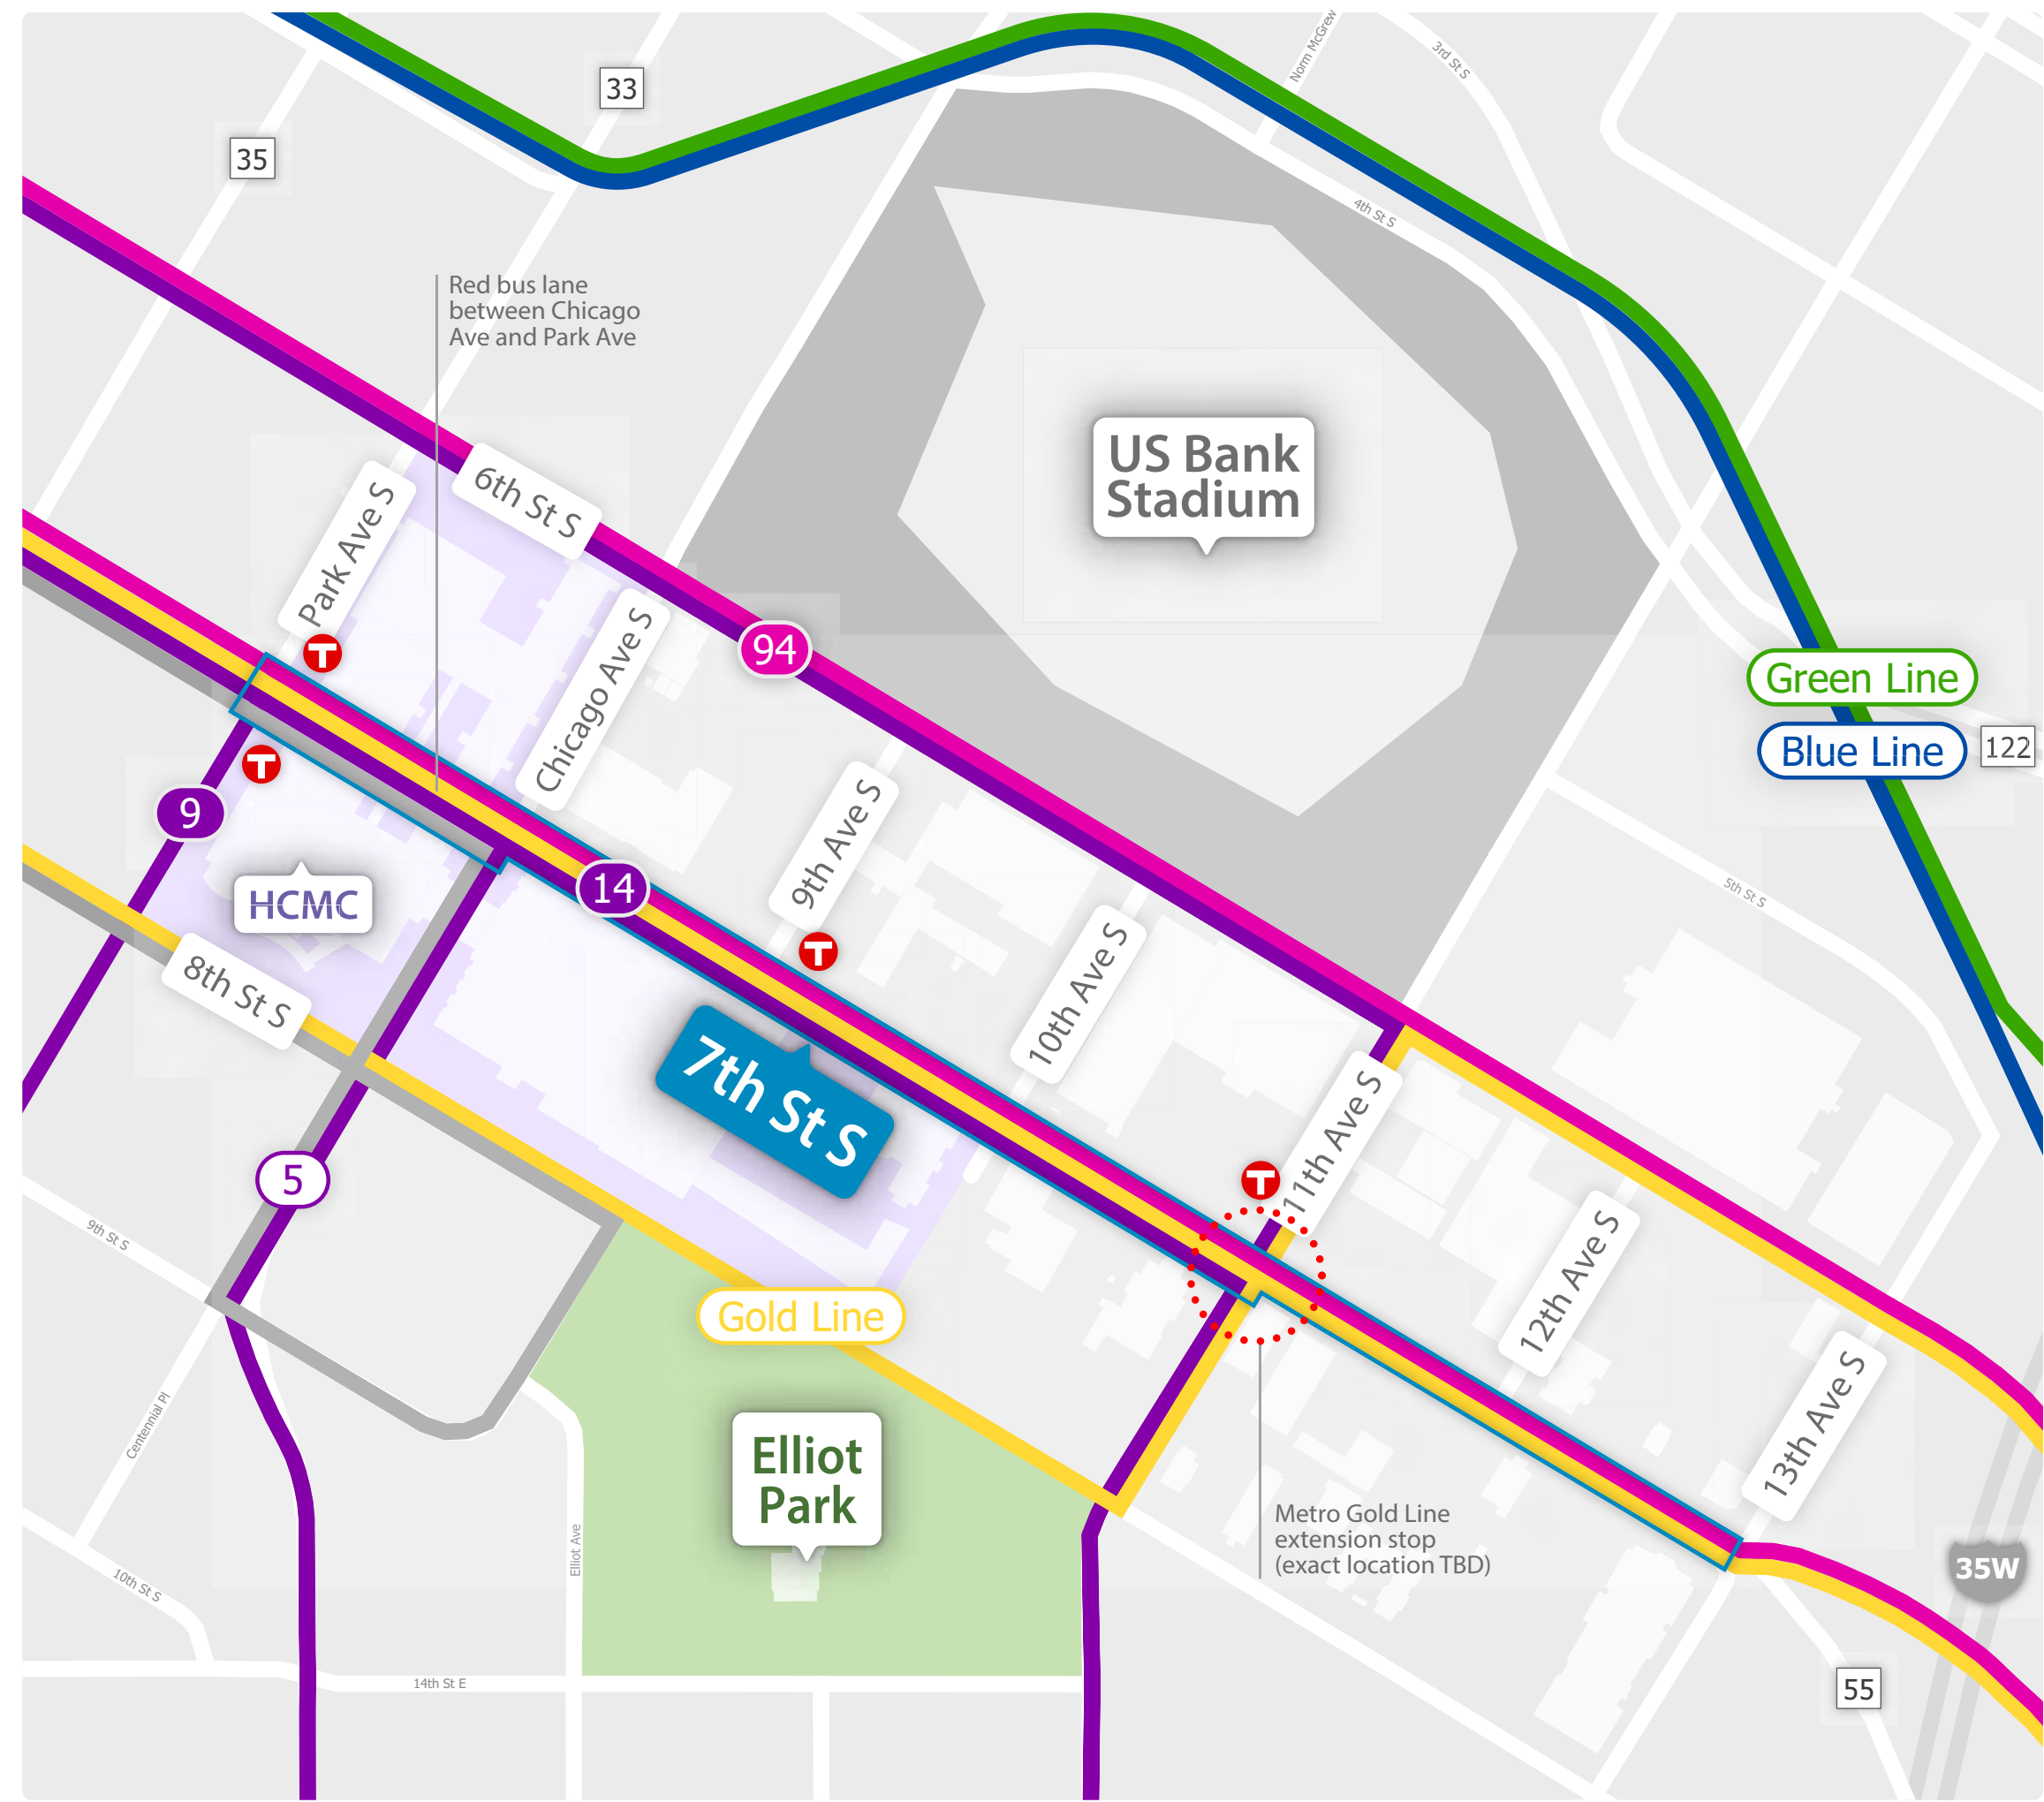 Norm McGrew
3rd St S
33
35
4th St S
Red bus lane
between Chicago
Ave and Park Ave
US Bank
Stadium
6th St S
Park Ave S
Chicago Ave S
94
Green Line
Blue Line
122
T
T
9
14
HCMC
9th Ave S
T
5th St S
8th St S
10th Ave S
7th St S
11th Ave S
T
5
9th St S
12th Ave S
Gold Line
Centennial Pl
13th Ave S
Elliot
Park
Metro Gold Line
extension stop
(exact location TBD)
Elliot Ave
35W
10th St S
14th St E
55